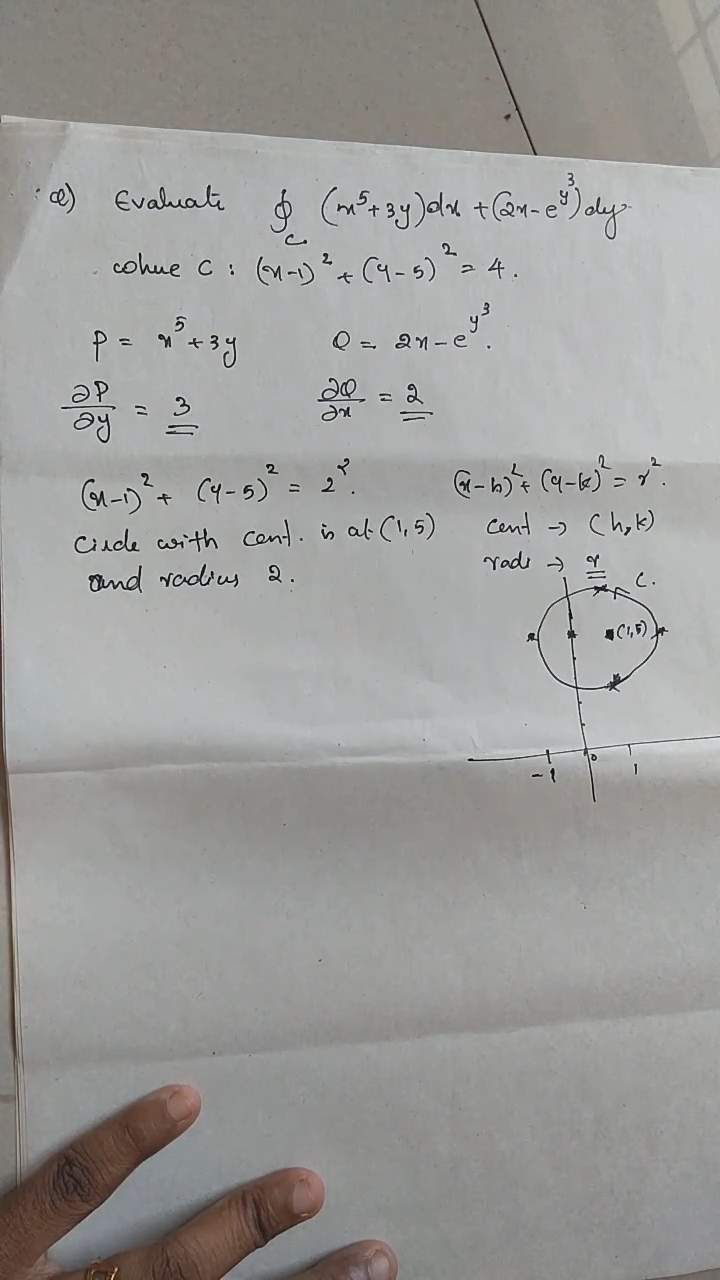 2) Evaluate ∮_C (x⁵+3y)dx + (2x−e^{y³})dy
where C : (x−1)² + (y−5)² = 4.
P = x⁵+3y Q = 2x−e^{y³}.
∂P/∂y = 3 ∂Q/∂x = 2
(x−1)² + (y−5)² = 2². (x−h)² + (y−k)² = r².
Circle with cent. is at (1,5) cent → (h,k)
and radius 2. radi → r
C.
(1,5)
-1 0 1